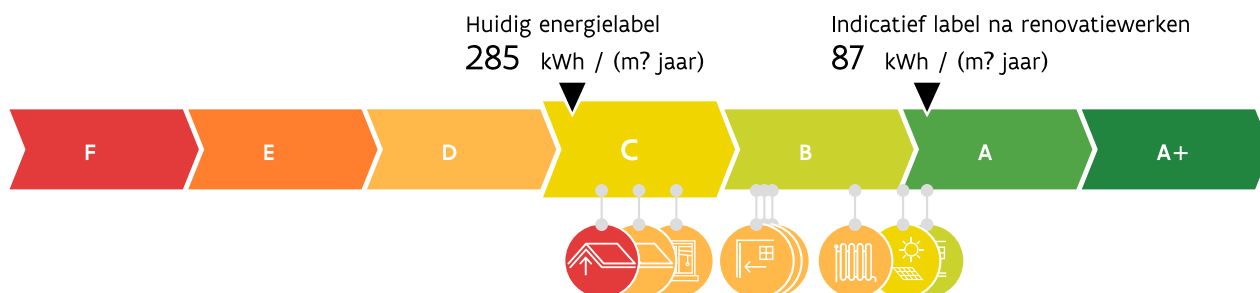 Huidig energielabel
285 kWh / (m? jaar)
Indicatief label na renovatiewerken
87 kWh / (m? jaar)
F E D C B A A+